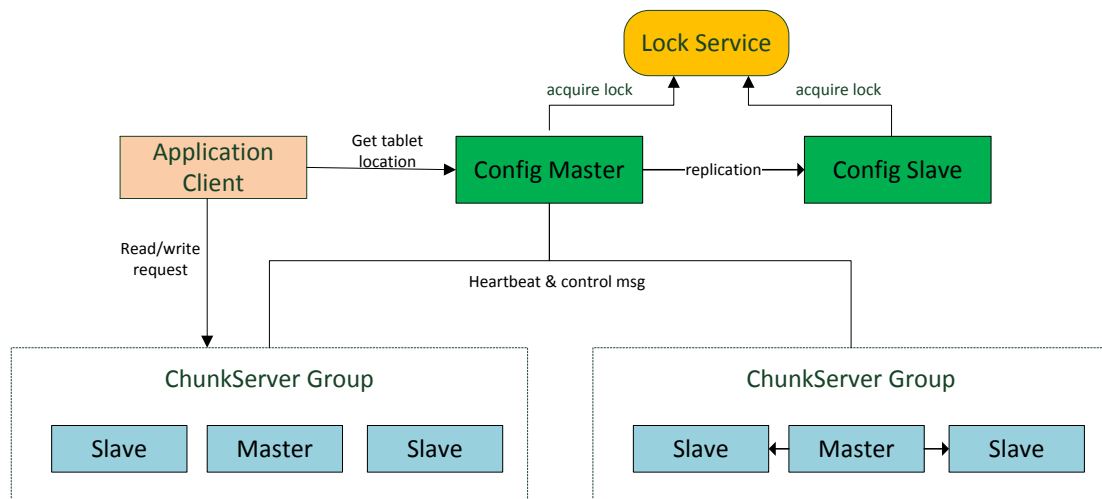 Lock Service
acquire lock
acquire lock
Get tablet
location
Application
Client
Config Master
replication
Config Slave
Read/write
request
Heartbeat & control msg
ChunkServer Group
ChunkServer Group
Slave
Master
Slave
Slave
Master
Slave